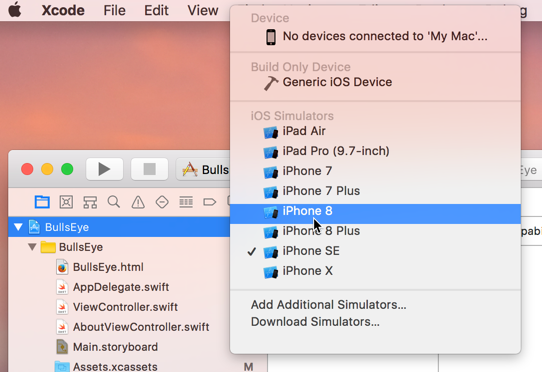 Xcode File Edit View
Device
No devices connected to 'My Mac'...
Build Only Device
Generic iOS Device
iOS Simulators
iPad Air
iPad Pro (9.7-inch)
iPhone 7
iPhone 7 Plus
iPhone 8
iPhone 8 Plus
iPhone SE
iPhone X
Add Additional Simulators...
Download Simulators...
Bulls
Eye
BullsEye
BullsEye
BullsEye.html
AppDelegate.swift
ViewController.swift
AboutViewController.swift
Main.storyboard
Assets.xcassets M